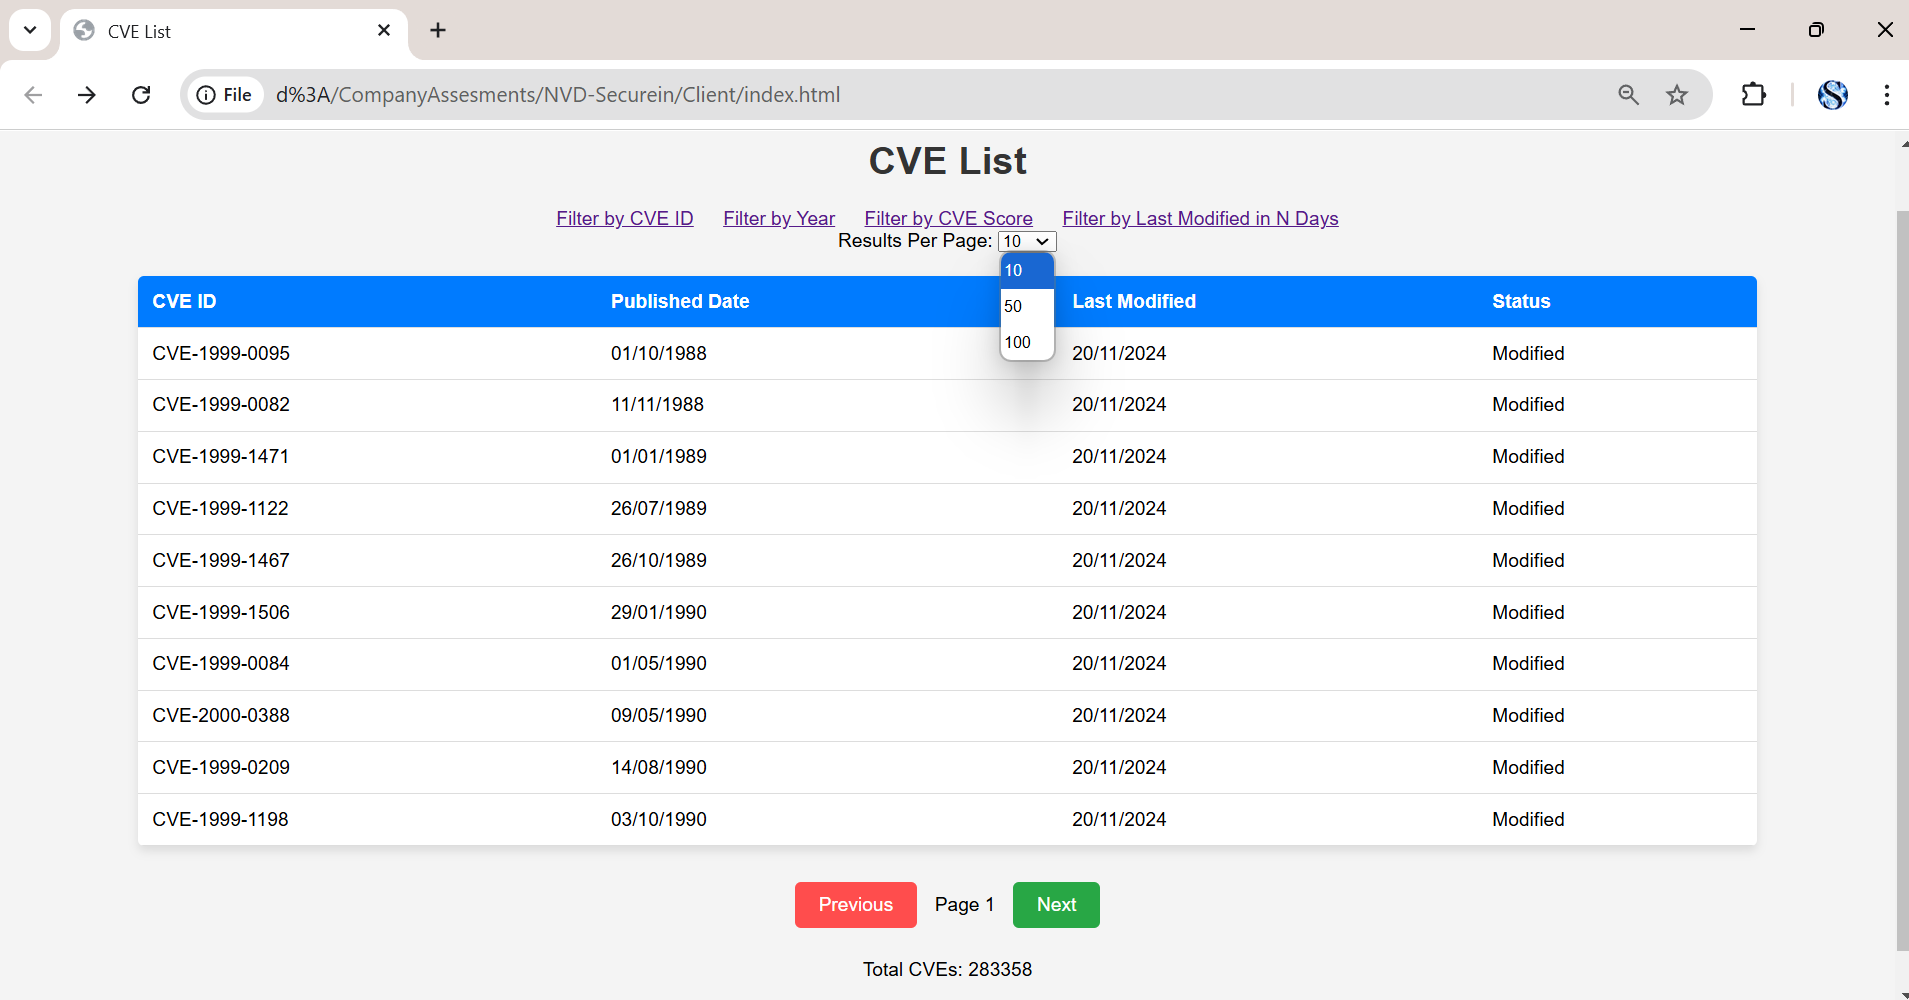 CVE List
File d%3A/CompanyAssesments/NVD-Securein/Client/index.html
CVE List
Filter by CVE ID Filter by Year Filter by CVE Score Filter by Last Modified in N Days
Results Per Page: 10
10
50
100
CVE ID Published Date Last Modified Status
CVE-1999-0095 01/10/1988 20/11/2024 Modified
CVE-1999-0082 11/11/1988 20/11/2024 Modified
CVE-1999-1471 01/01/1989 20/11/2024 Modified
CVE-1999-1122 26/07/1989 20/11/2024 Modified
CVE-1999-1467 26/10/1989 20/11/2024 Modified
CVE-1999-1506 29/01/1990 20/11/2024 Modified
CVE-1999-0084 01/05/1990 20/11/2024 Modified
CVE-2000-0388 09/05/1990 20/11/2024 Modified
CVE-1999-0209 14/08/1990 20/11/2024 Modified
CVE-1999-1198 03/10/1990 20/11/2024 Modified
Previous Page 1 Next
Total CVEs: 283358